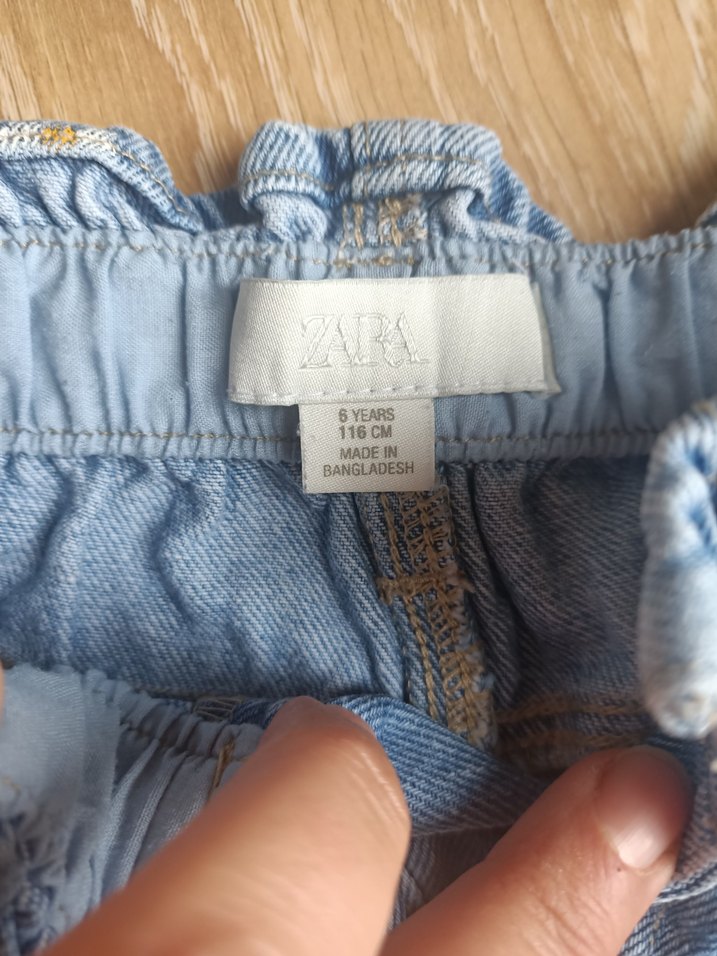 ZARA
6 YEARS
116 CM
MADE IN
BANGLADESH